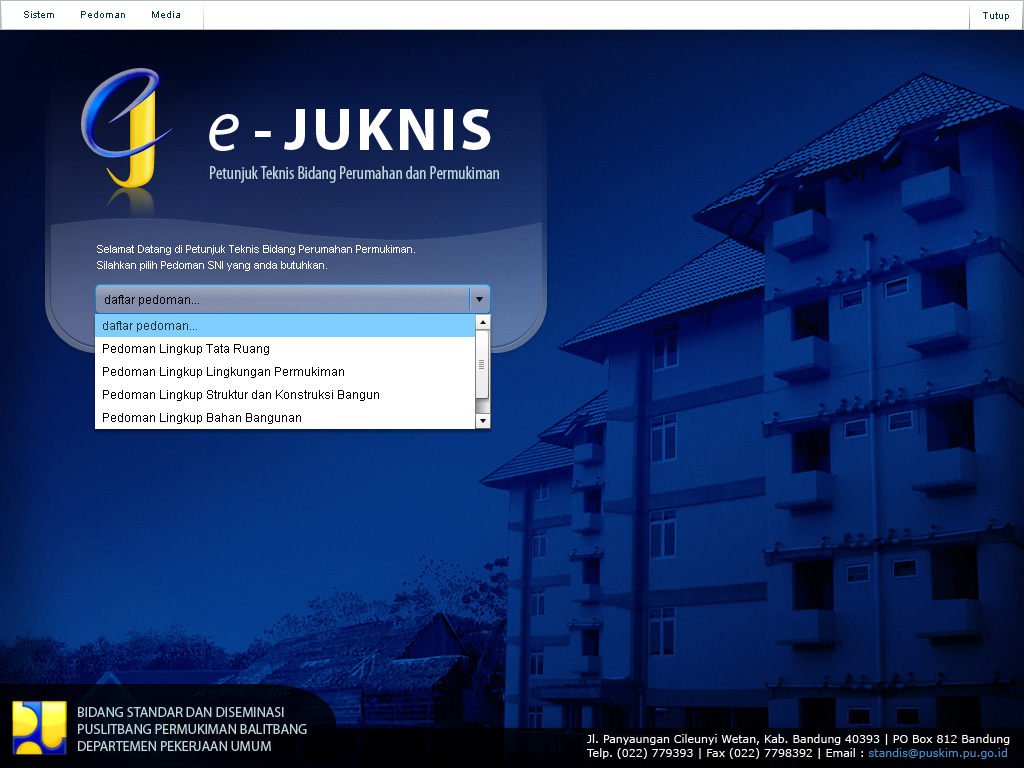 Sistem Pedoman Media Tutup
e - JUKNIS
Petunjuk Teknis Bidang Perumahan dan Permukiman
Selamat Datang di Petunjuk Teknis Bidang Perumahan Permukiman.
Silahkan pilih Pedoman SNI yang anda butuhkan.
daftar pedoman...
daftar pedoman...
Pedoman Lingkup Tata Ruang
Pedoman Lingkup Lingkungan Permukiman
Pedoman Lingkup Struktur dan Konstruksi Bangun
Pedoman Lingkup Bahan Bangunan
BIDANG STANDAR DAN DISEMINASI
PUSLITBANG PERMUKIMAN BALITBANG
DEPARTEMEN PEKERJAAN UMUM
Jl. Panyaungan Cileunyi Wetan, Kab. Bandung 40393 | PO Box 812 Bandung
Telp. (022) 779393 | Fax (022) 7798392 | Email : standis@puskim.pu.go.id